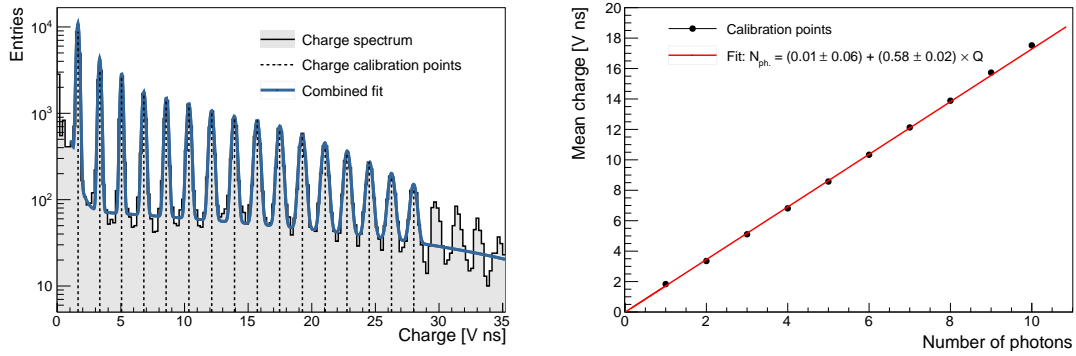 Entries
10⁴
10³
10²
10
Charge spectrum
Charge calibration points
Combined fit
0 5 10 15 20 25 30 35
Charge [V ns]
Mean charge [V ns]
20
18
16
14
12
10
8
6
4
2
0
Calibration points
Fit: N_ph. = (0.01 ± 0.06) + (0.58 ± 0.02) × Q
0 2 4 6 8 10
Number of photons